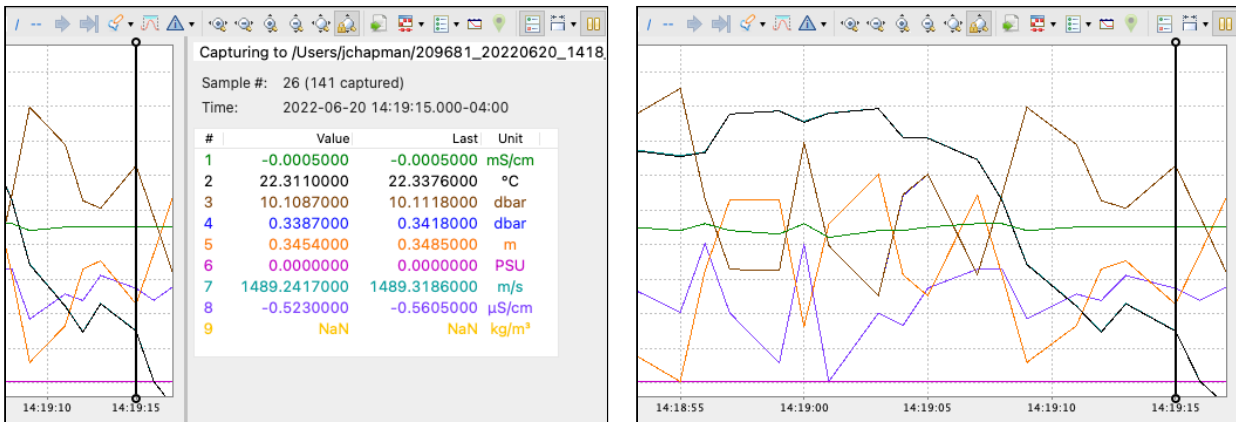 Capturing to /Users/jchapman/209681_20220620_1418
Sample #: 26 (141 captured)
Time: 2022-06-20 14:19:15.000-04:00
# Value Last Unit
1 -0.0005000 -0.0005000 mS/cm
2 22.3110000 22.3376000 °C
3 10.1087000 10.1118000 dbar
4 0.3387000 0.3418000 dbar
5 0.3454000 0.3485000 m
6 0.0000000 0.0000000 PSU
7 1489.2417000 1489.3186000 m/s
8 -0.5230000 -0.5605000 µS/cm
9 NaN NaN kg/m³
14:19:10 14:19:15
14:18:55 14:19:00 14:19:05 14:19:10 14:19:15